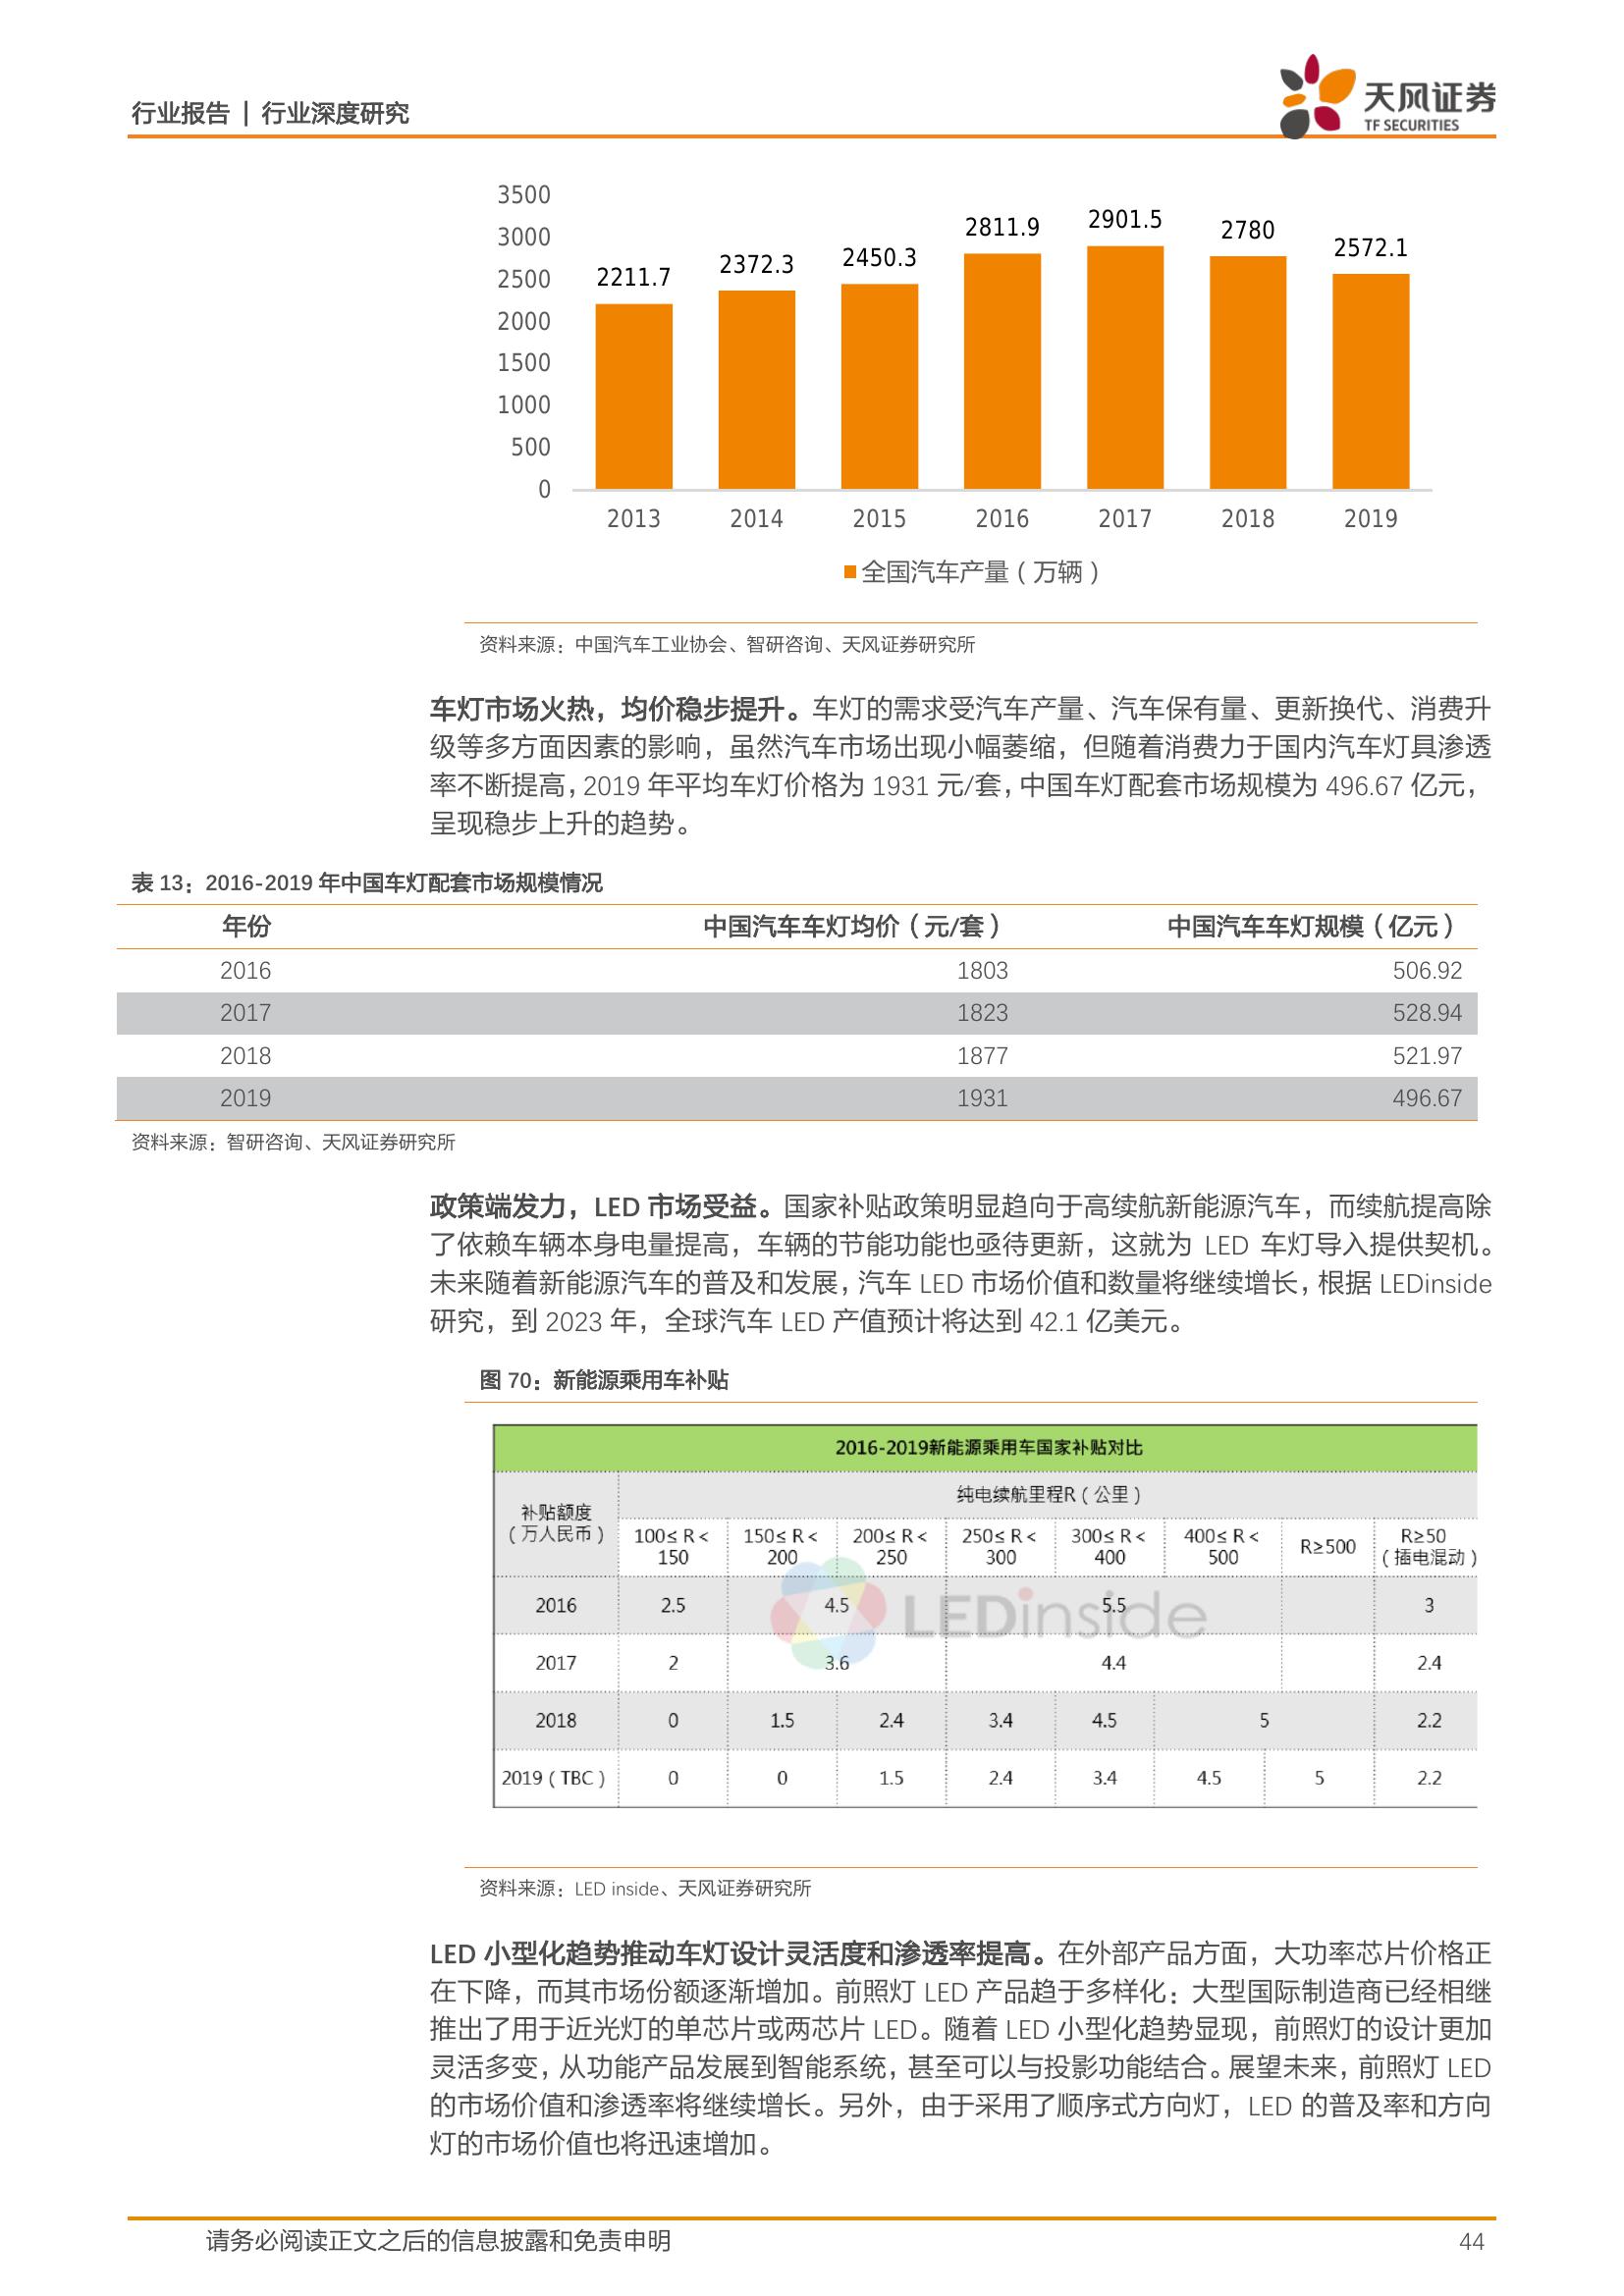 行业报告 | 行业深度研究
天风证券
TF SECURITIES
3500
3000
2500
2000
1500
1000
500
0
2211.7
2372.3
2450.3
2811.9
2901.5
2780
2572.1
2013 2014 2015 2016 2017 2018 2019
全国汽车产量（万辆）
资料来源：中国汽车工业协会、智研咨询、天风证券研究所
车灯市场火热，均价稳步提升。车灯的需求受汽车产量、汽车保有量、更新换代、消费升
级等多方面因素的影响，虽然汽车市场出现小幅萎缩，但随着消费力于国内汽车灯具渗透
率不断提高，2019 年平均车灯价格为 1931 元/套，中国车灯配套市场规模为 496.67 亿元，
呈现稳步上升的趋势。
表 13：2016-2019 年中国车灯配套市场规模情况
年份 中国汽车车灯均价（元/套） 中国汽车车灯规模（亿元）
2016 1803 506.92
2017 1823 528.94
2018 1877 521.97
2019 1931 496.67
资料来源：智研咨询、天风证券研究所
政策端发力，LED 市场受益。国家补贴政策明显趋向于高续航新能源汽车，而续航提高除
了依赖车辆本身电量提高，车辆的节能功能也亟待更新，这就为 LED 车灯导入提供契机。
未来随着新能源汽车的普及和发展，汽车 LED 市场价值和数量将继续增长，根据 LEDinside
研究，到 2023 年，全球汽车 LED 产值预计将达到 42.1 亿美元。
图 70：新能源乘用车补贴
2016-2019新能源乘用车国家补贴对比
补贴额度
（万人民币）
纯电续航里程R（公里）
100≤ R < 150≤ R < 200≤ R < 250≤ R < 300≤ R < 400≤ R < R≥500 R≥50
150 200 250 300 400 500 （插电混动）
2016 2.5 4.5 5.5 3
LEDinside
2017 2 3.6 4.4 2.4
2018 0 1.5 2.4 3.4 4.5 5 2.2
2019（TBC） 0 0 1.5 2.4 3.4 4.5 5 2.2
资料来源：LED inside、天风证券研究所
LED 小型化趋势推动车灯设计灵活度和渗透率提高。在外部产品方面，大功率芯片价格正
在下降，而其市场份额逐渐增加。前照灯 LED 产品趋于多样化：大型国际制造商已经相继
推出了用于近光灯的单芯片或两芯片 LED。随着 LED 小型化趋势显现，前照灯的设计更加
灵活多变，从功能产品发展到智能系统，甚至可以与投影功能结合。展望未来，前照灯 LED
的市场价值和渗透率将继续增长。另外，由于采用了顺序式方向灯，LED 的普及率和方向
灯的市场价值也将迅速增加。
请务必阅读正文之后的信息披露和免责申明 44